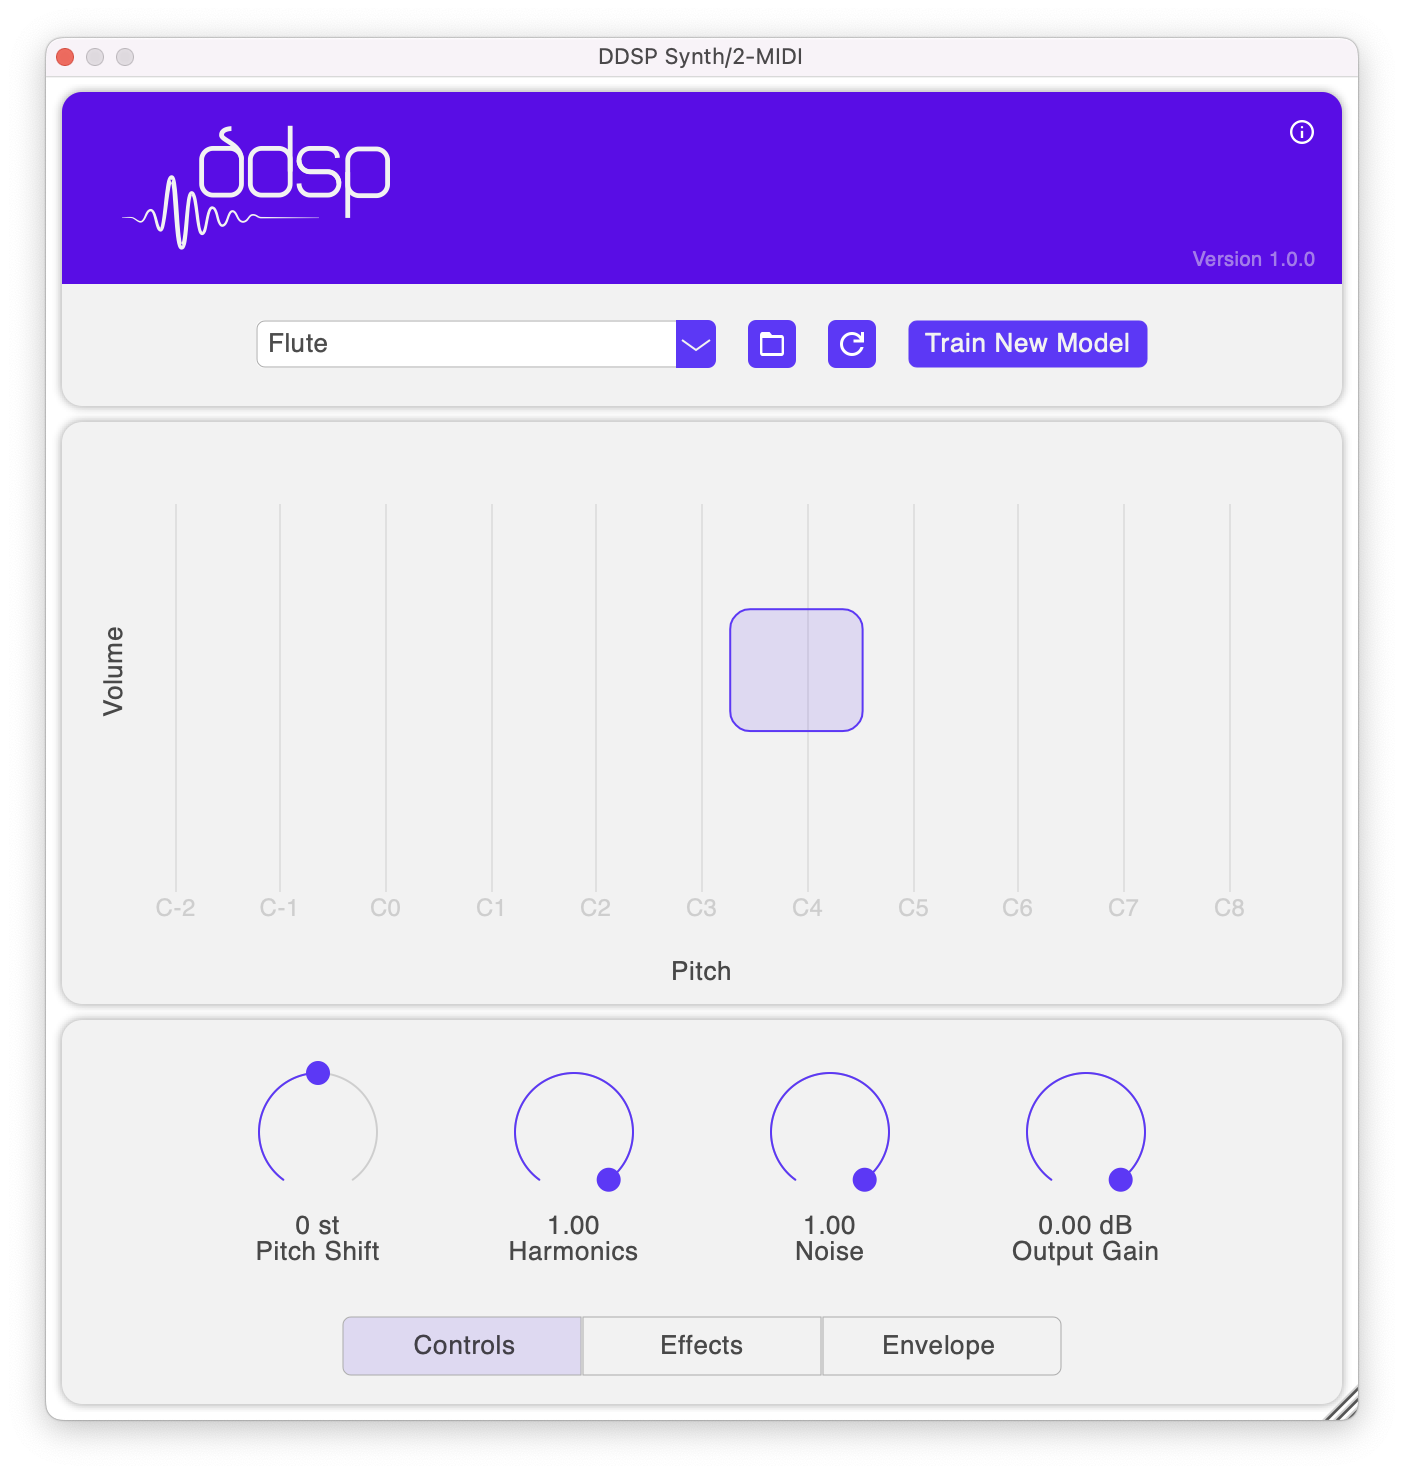 DDSP Synth/2-MIDI
ddsp
Version 1.0.0
Flute
Train New Model
Volume
C-2 C-1 C0 C1 C2 C3 C4 C5 C6 C7 C8
Pitch
0 st 1.00 1.00 0.00 dB
Pitch Shift Harmonics Noise Output Gain
Controls Effects Envelope